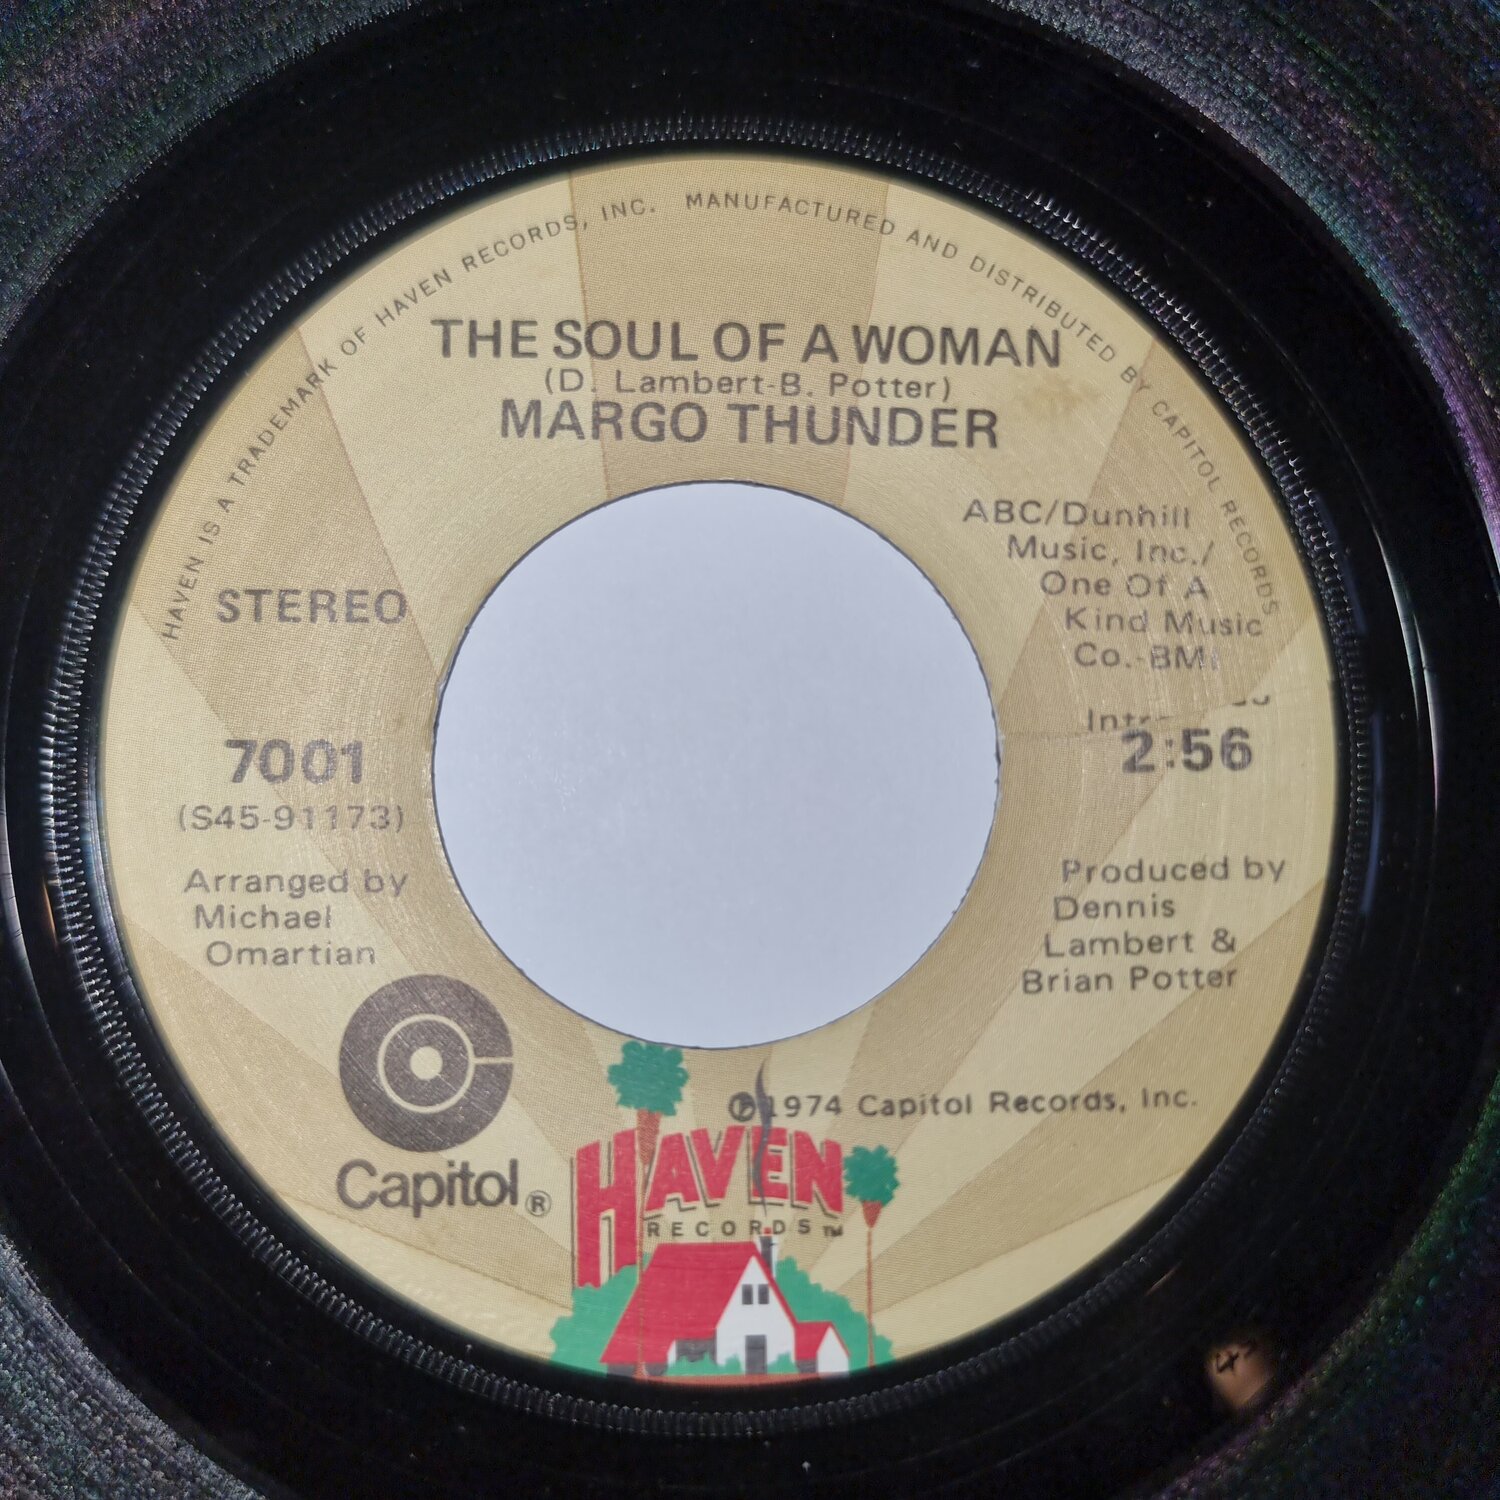 HAVEN IS A TRADEMARK OF HAVEN RECORDS, INC. MANUFACTURED AND DISTRIBUTED BY CAPITOL RECORDS
THE SOUL OF A WOMAN
(D. Lambert-B. Potter)
MARGO THUNDER
ABC/Dunhill
Music, Inc./
One Of A
Kind Music
Co.-BMI
STEREO
2:56
7001
(S45-91173)
Arranged by
Michael
Omartian
Produced by
Dennis
Lambert &
Brian Potter
Capitol®
Ⓟ1974 Capitol Records, Inc.
HAVEN
RECORDS™